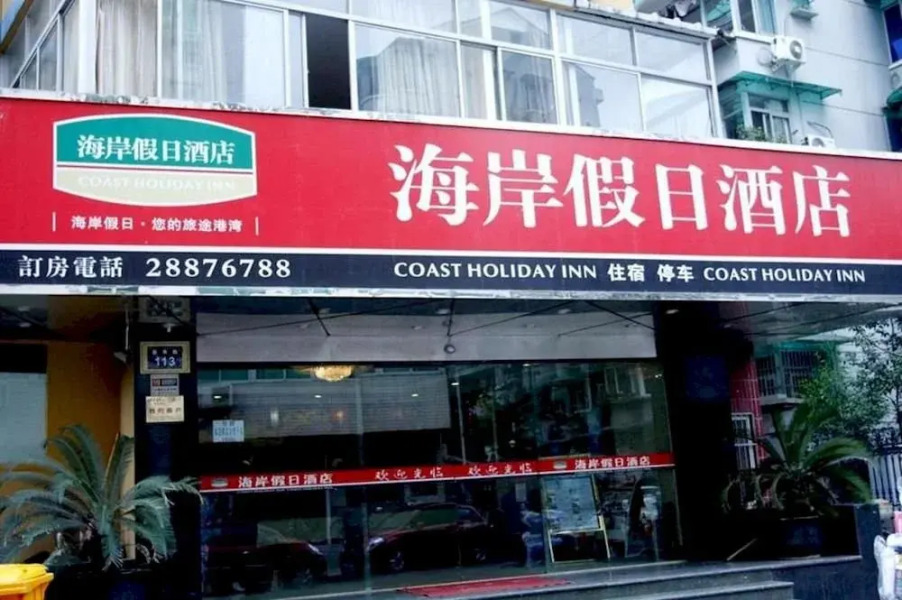 海岸假日酒店
COAST HOLIDAY INN
海岸假日·您的旅途港湾
海岸假日酒店
訂房電話 28876788
COAST HOLIDAY INN 住宿 停车 COAST HOLIDAY INN
113
海岸假日酒店 欢迎光临 欢迎光临 海岸假日酒店